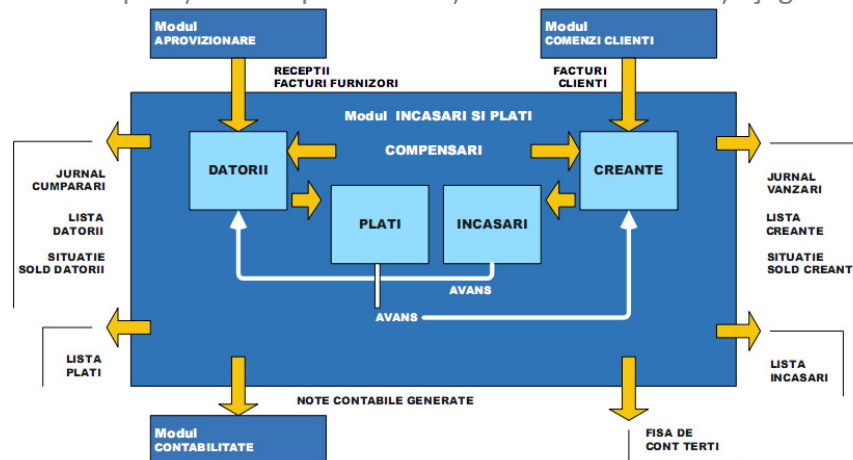 Modul
APROVIZIONARE
Modul
COMENZI CLIENTI
RECEPTII
FACTURI FURNIZORI
FACTURI
CLIENTI
Modul INCASARI SI PLATI
COMPENSARI
DATORII
CREANTE
PLATI
INCASARI
AVANS
AVANS
JURNAL
CUMPARARI
LISTA
DATORII
SITUATIE
SOLD DATORII
JURNAL
VANZARI
LISTA
CREANTE
SITUATIE
SOLD CREANT
LISTA
PLATI
LISTA
INCASARI
NOTE CONTABILE GENERATE
Modul
CONTABILITATE
FISA DE
CONT TERTI